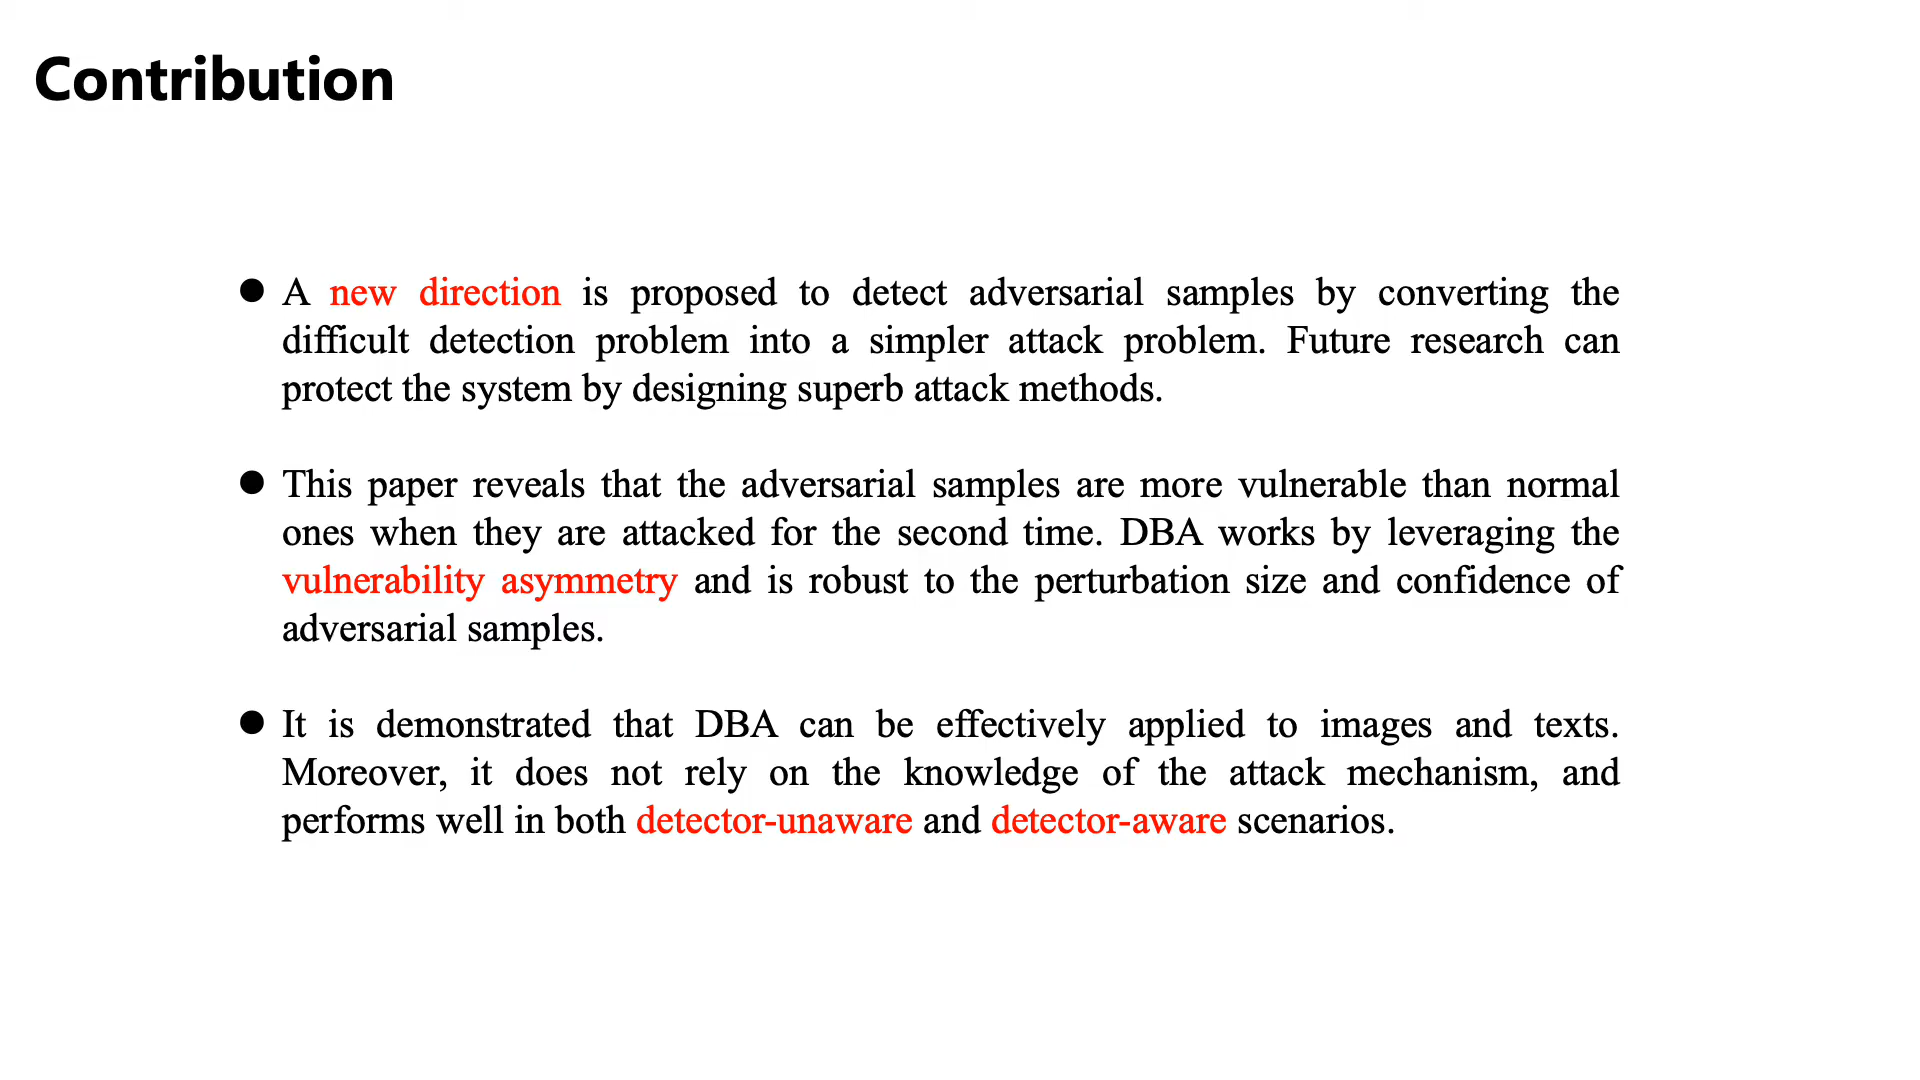 Contribution
● A new direction is proposed to detect adversarial samples by converting the
difficult detection problem into a simpler attack problem. Future research can
protect the system by designing superb attack methods.
● This paper reveals that the adversarial samples are more vulnerable than normal
ones when they are attacked for the second time. DBA works by leveraging the
vulnerability asymmetry and is robust to the perturbation size and confidence of
adversarial samples.
● It is demonstrated that DBA can be effectively applied to images and texts.
Moreover, it does not rely on the knowledge of the attack mechanism, and
performs well in both detector-unaware and detector-aware scenarios.